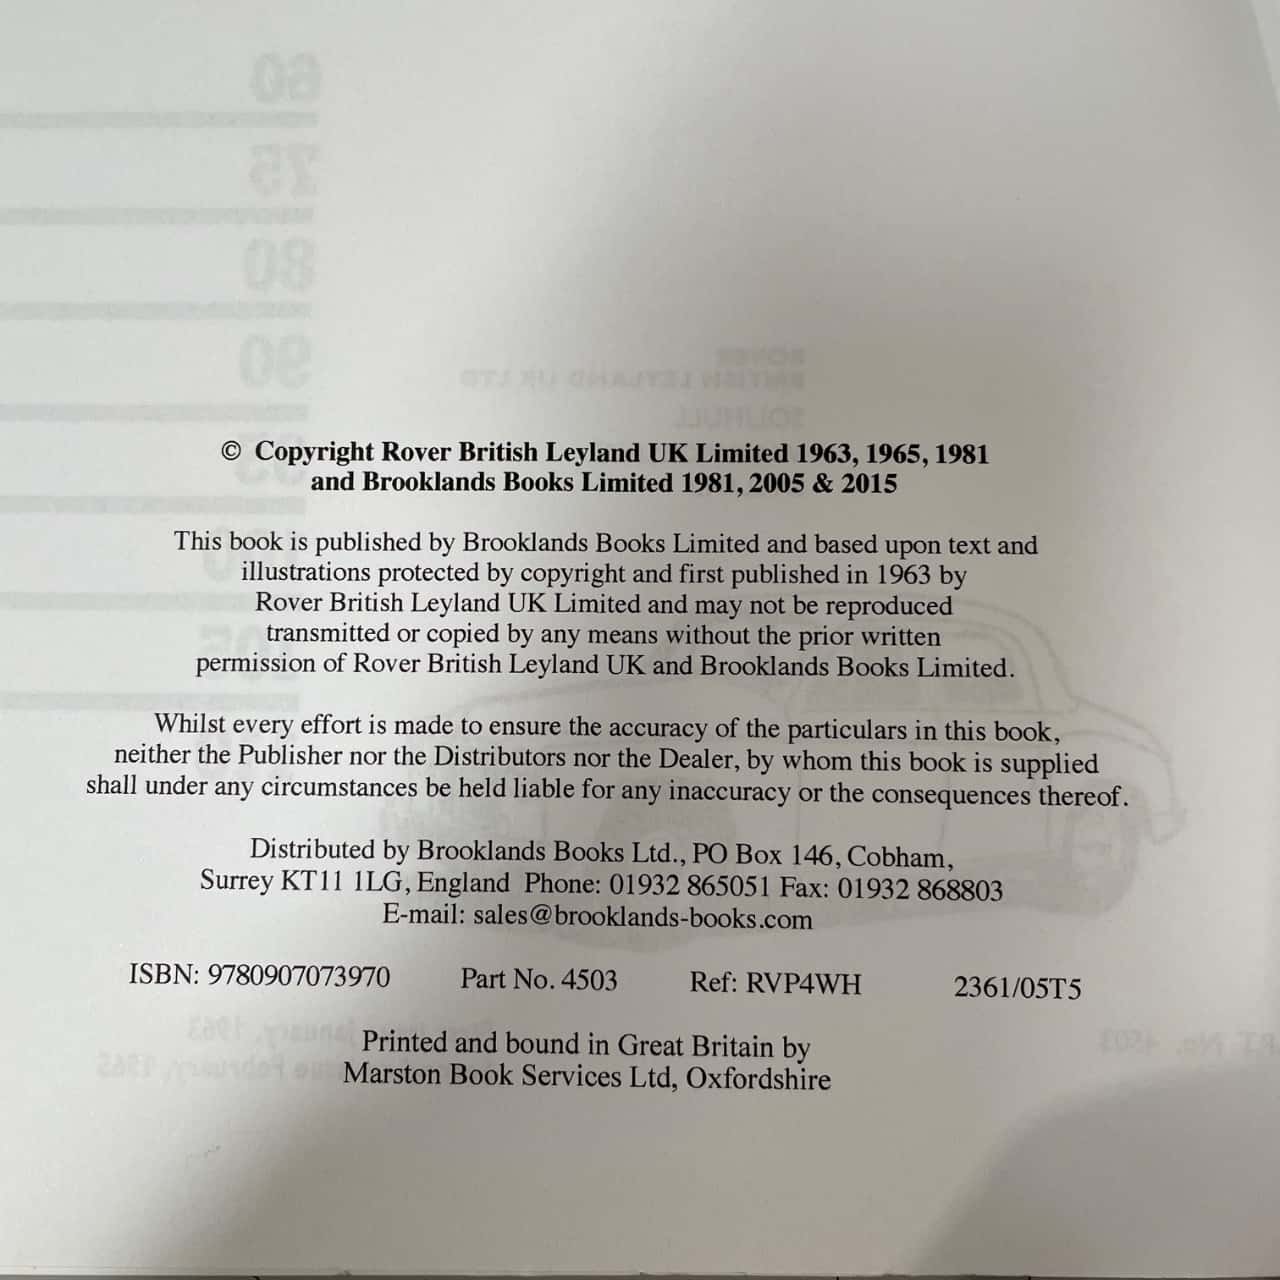 © Copyright Rover British Leyland UK Limited 1963, 1965, 1981
and Brooklands Books Limited 1981, 2005 & 2015
This book is published by Brooklands Books Limited and based upon text and
illustrations protected by copyright and first published in 1963 by
Rover British Leyland UK Limited and may not be reproduced
transmitted or copied by any means without the prior written
permission of Rover British Leyland UK and Brooklands Books Limited.
Whilst every effort is made to ensure the accuracy of the particulars in this book,
neither the Publisher nor the Distributors nor the Dealer, by whom this book is supplied
shall under any circumstances be held liable for any inaccuracy or the consequences thereof.
Distributed by Brooklands Books Ltd., PO Box 146, Cobham,
Surrey KT11 1LG, England Phone: 01932 865051 Fax: 01932 868803
E-mail: sales@brooklands-books.com
ISBN: 9780907073970 Part No. 4503 Ref: RVP4WH 2361/05T5
Printed and bound in Great Britain by
Marston Book Services Ltd, Oxfordshire